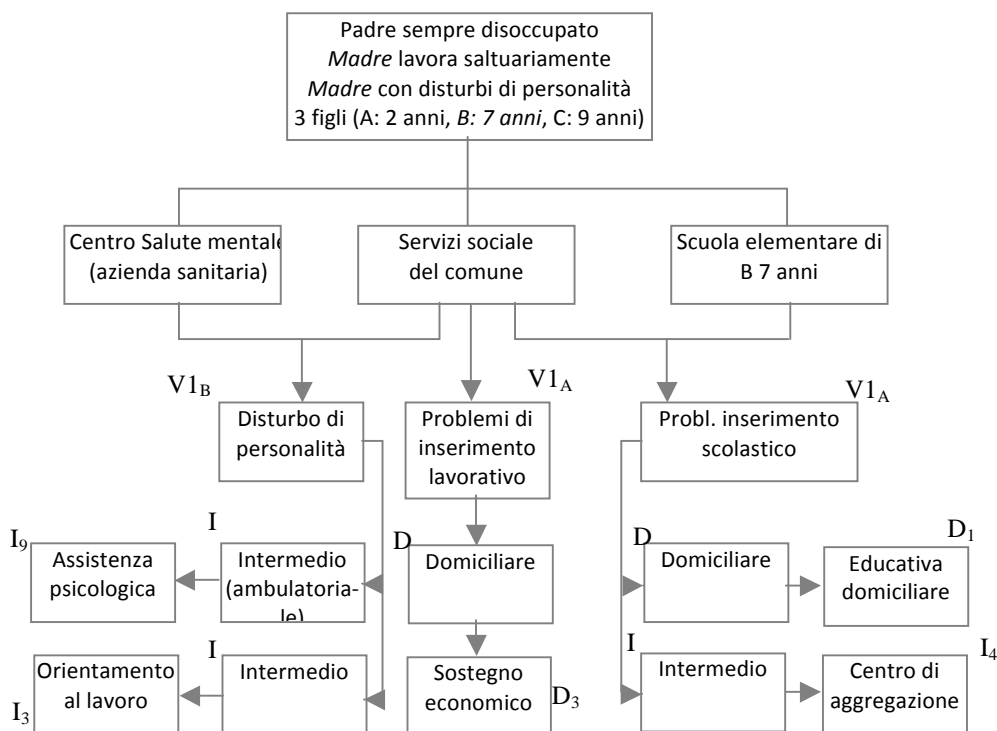 Padre sempre disoccupato
Madre lavora saltuariamente
Madre con disturbi di personalità
3 figli (A: 2 anni, B: 7 anni, C: 9 anni)
Centro Salute mentale
(azienda sanitaria)
Servizi sociale
del comune
Scuola elementare di
B 7 anni
V1B
V1A
V1A
Disturbo di
personalità
Problemi di
inserimento
lavorativo
Probl. inserimento
scolastico
I9
Assistenza
psicologica
I
Intermedio
(ambulatoria-
le)
D
Domiciliare
D
Domiciliare
D1
Educativa
domiciliare
I3
Orientamento
al lavoro
I
Intermedio
Sostegno
economico
D3
I
Intermedio
I4
Centro di
aggregazione